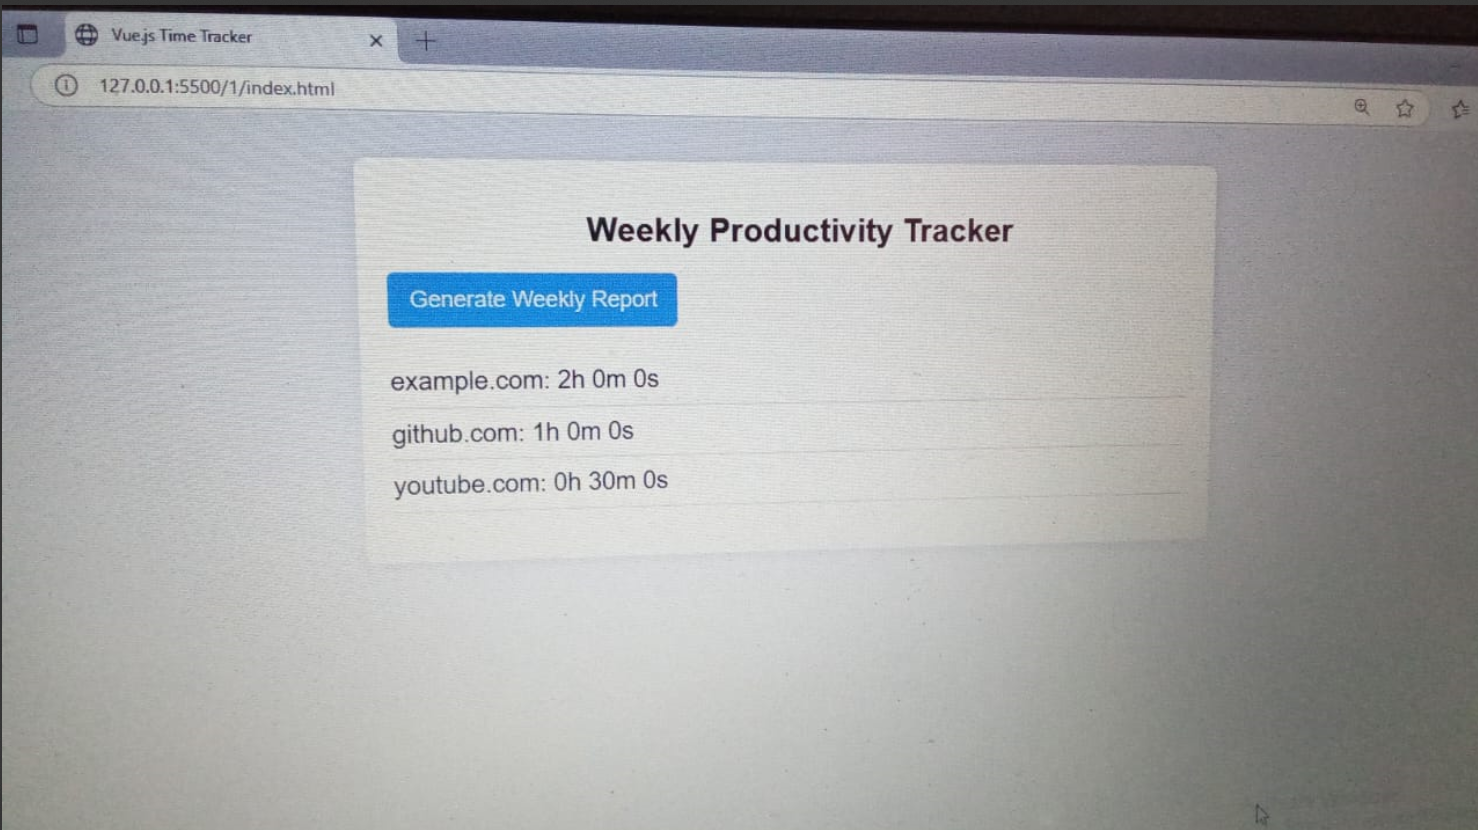 Vue.js Time Tracker
127.0.0.1:5500/1/index.html
Weekly Productivity Tracker
Generate Weekly Report
example.com: 2h 0m 0s
github.com: 1h 0m 0s
youtube.com: 0h 30m 0s